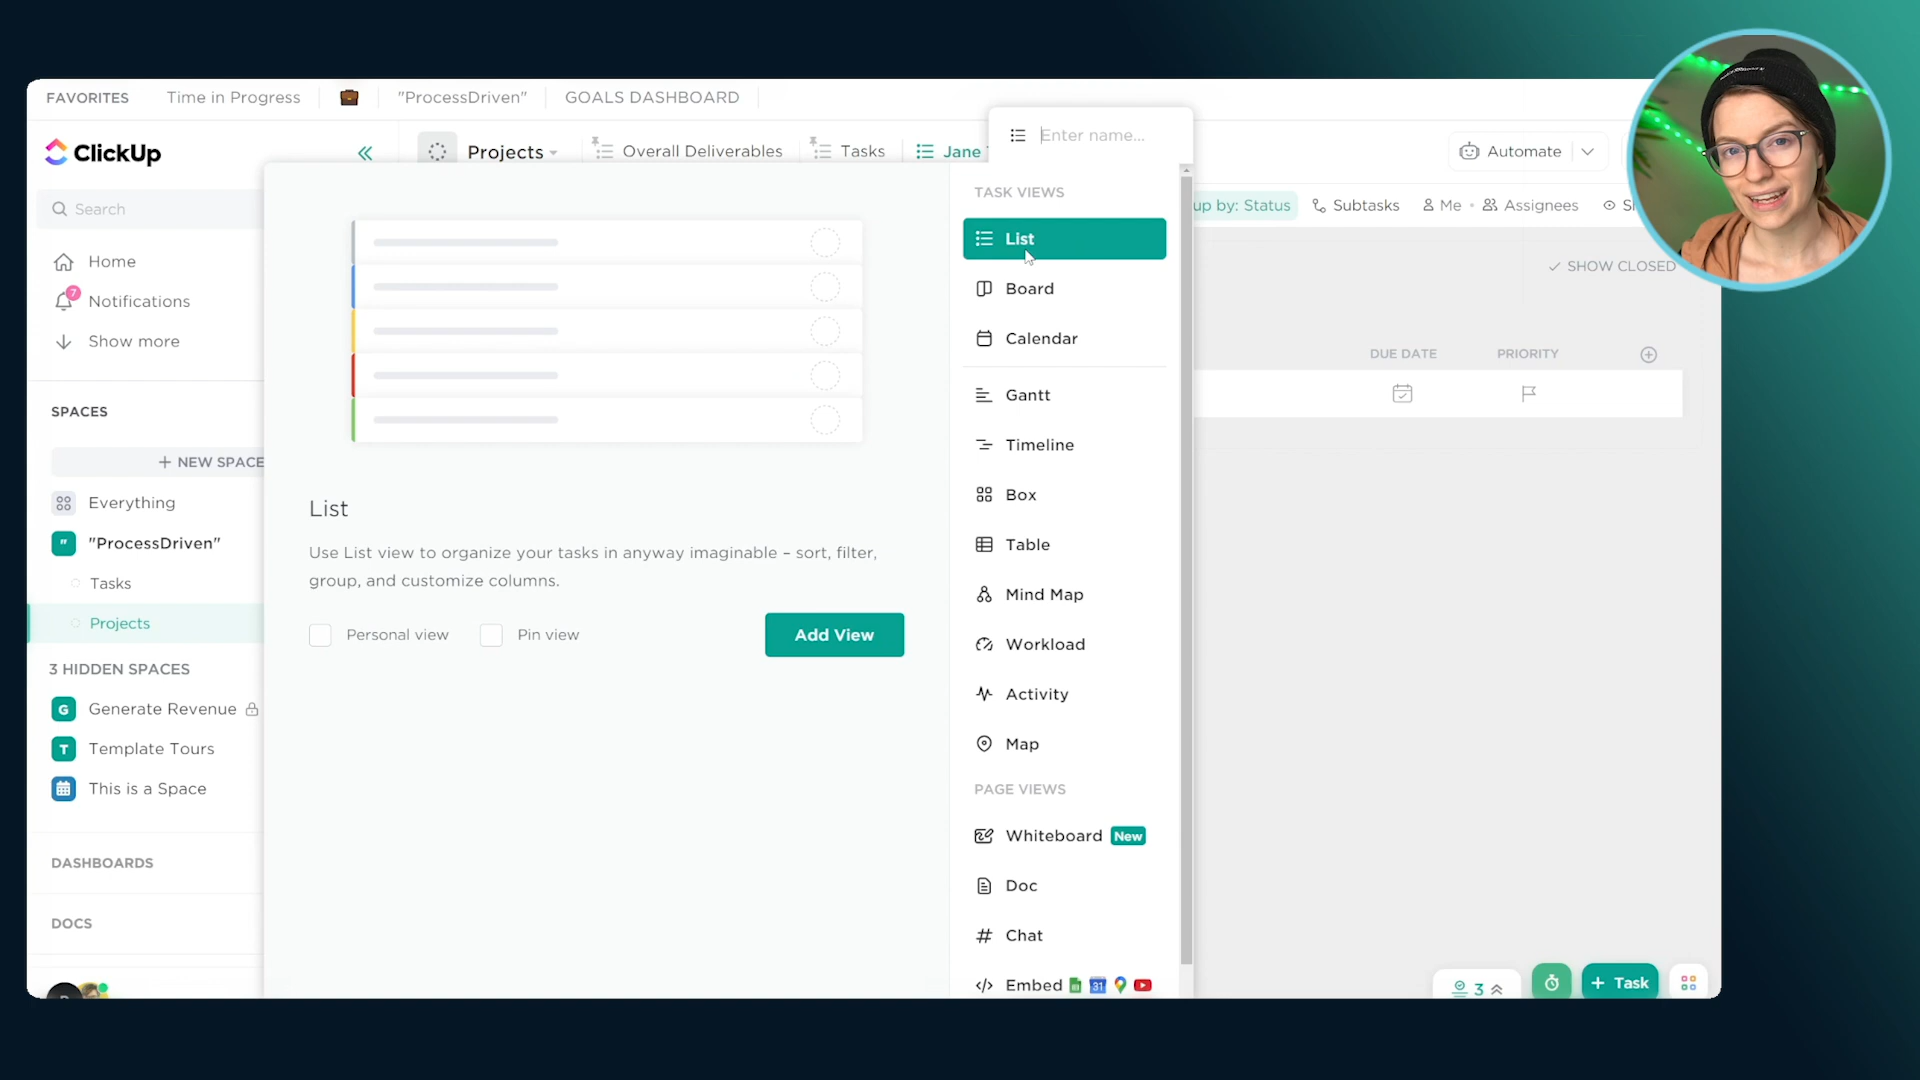 FAVORITES Time in Progress "ProcessDriven" GOALS DASHBOARD
ClickUp
Projects Overall Deliverables Tasks Jane
Enter name...
Automate
Search
TASK VIEWS
up by: Status Subtasks Me Assignees
SHOW CLOSED
Home
7
Notifications
Show more
SPACES
+ NEW SPACE
Everything
"ProcessDriven"
Tasks
Projects
3 HIDDEN SPACES
G Generate Revenue
T Template Tours
This is a Space
DASHBOARDS
DOCS
List
Use List view to organize your tasks in anyway imaginable – sort, filter,
group, and customize columns.
Personal view Pin view Add View
List
Board
Calendar
Gantt
Timeline
Box
Table
Mind Map
Workload
Activity
Map
PAGE VIEWS
Whiteboard New
Doc
Chat
Embed 31
DUE DATE PRIORITY
3 + Task